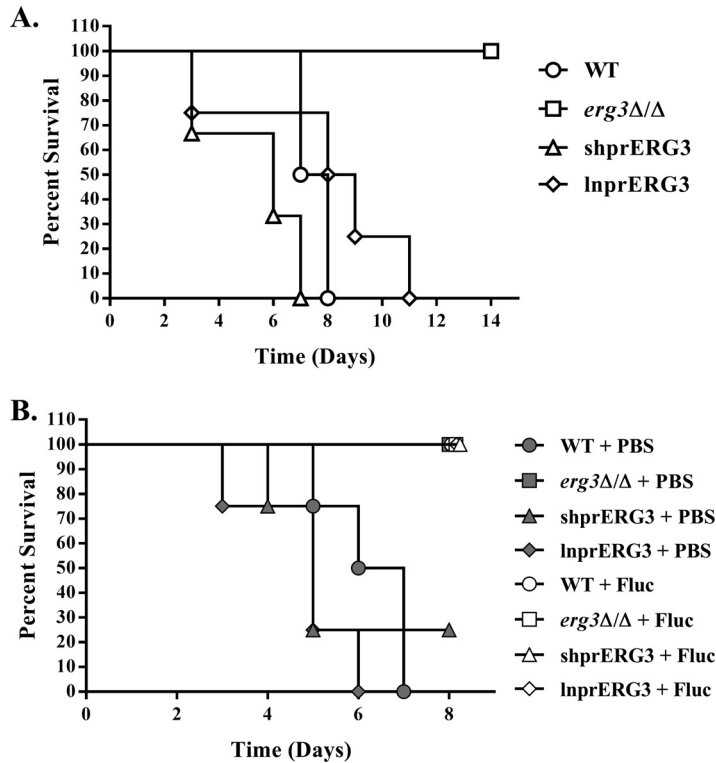 A.
110
100
90
80
70
60
50
40
30
20
10
0
Percent Survival
0 2 4 6 8 10 12 14
Time (Days)
WT
erg3Δ/Δ
shprERG3
lnprERG3
B.
110
100
90
80
70
60
50
40
30
20
10
0
Percent Survival
0 2 4 6 8
Time (Days)
WT + PBS
erg3Δ/Δ + PBS
shprERG3 + PBS
lnprERG3 + PBS
WT + Fluc
erg3Δ/Δ + Fluc
shprERG3 + Fluc
lnprERG3 + Fluc